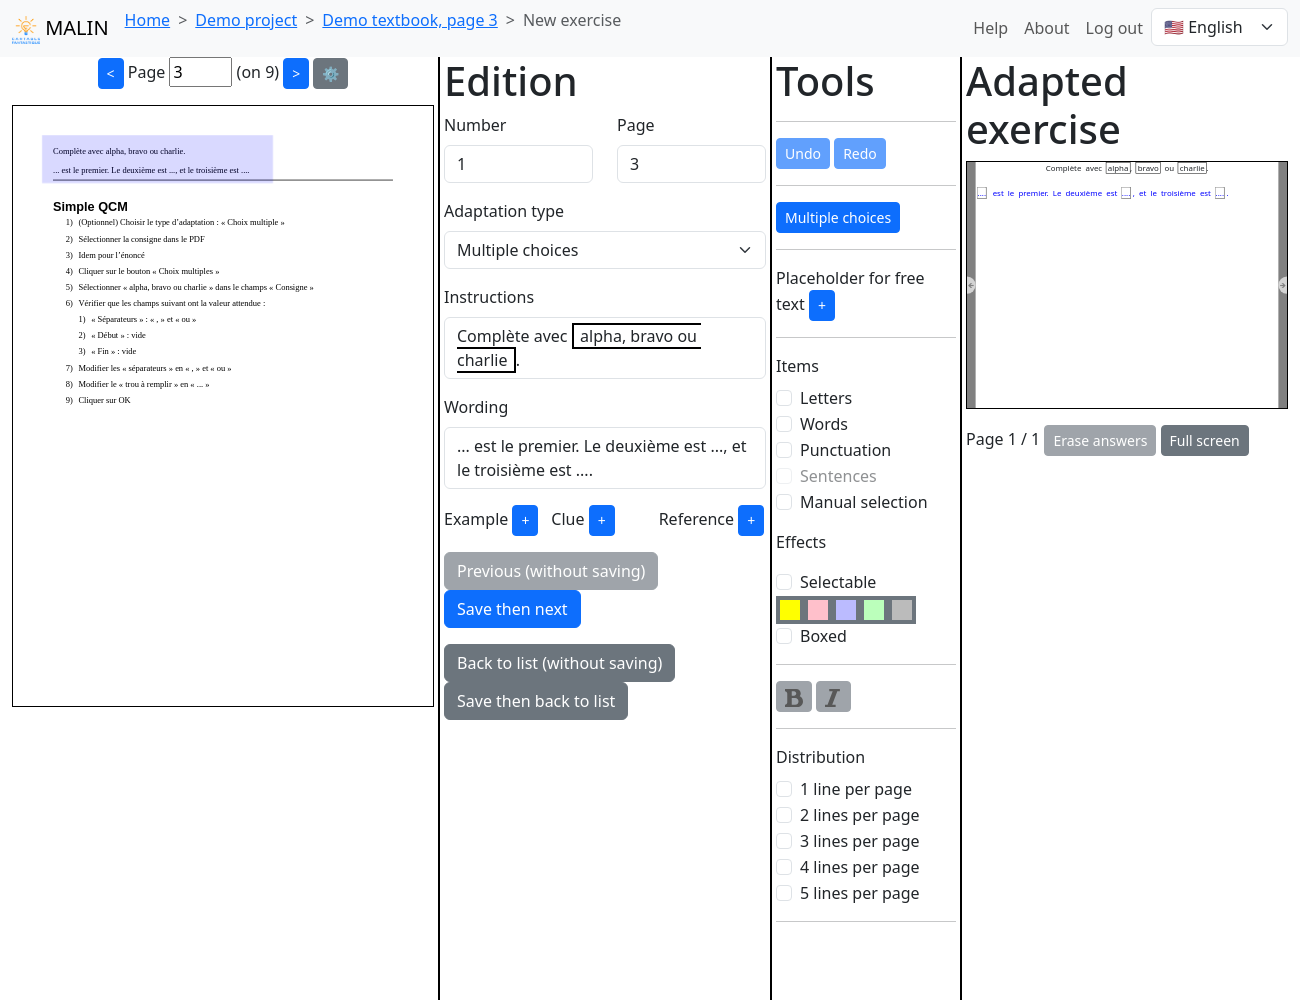 MALIN
Home > Demo project > Demo textbook, page 3 > New exercise
Help About Log out 🇺🇸 English
< Page 3 (on 9) > ⚙️
Complète avec alpha, bravo ou charlie.
... est le premier. Le deuxième est ..., et le troisième est ....
Simple QCM
1) (Optionnel) Choisir le type d’adaptation : « Choix multiple »
2) Sélectionner la consigne dans le PDF
3) Idem pour l’énoncé
4) Cliquer sur le bouton « Choix multiples »
5) Sélectionner « alpha, bravo ou charlie » dans le champs « Consigne »
6) Vérifier que les champs suivant ont la valeur attendue :
1) « Séparateurs » : « , » et « ou »
2) « Début » : vide
3) « Fin » : vide
7) Modifier les « séparateurs » en « , » et « ou »
8) Modifier le « trou à remplir » en « ... »
9) Cliquer sur OK
Edition
Number Page
1 3
Adaptation type
Multiple choices
Instructions
Complète avec alpha, bravo ou
charlie .
Wording
... est le premier. Le deuxième est ..., et
le troisième est ....
Example + Clue + Reference +
Previous (without saving)
Save then next
Back to list (without saving)
Save then back to list
Tools
Undo Redo
Multiple choices
Placeholder for free
text +
Items
Letters
Words
Punctuation
Sentences
Manual selection
Effects
Selectable
Boxed
B I
Distribution
1 line per page
2 lines per page
3 lines per page
4 lines per page
5 lines per page
Adapted
exercise
Complète avec alpha, bravo ou charlie.
.... est le premier. Le deuxième est ...., et le troisième est .... .
Page 1 / 1 Erase answers Full screen